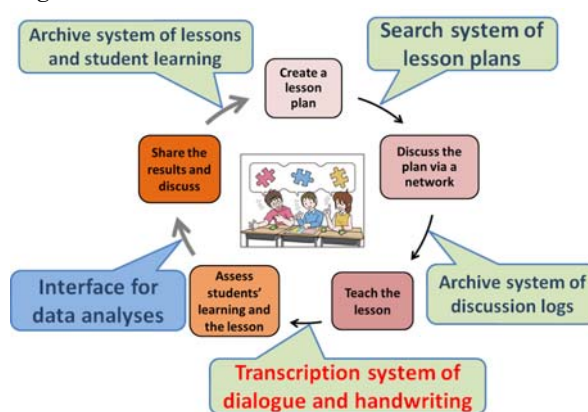 Archive system of lessons
and student learning
Search system of
lesson plans
Create a
lesson
plan
Share the
results and
discuss
Discuss the
plan via a
network
Interface for
data analyses
Assess
students'
learning and
the lesson
Teach the
lesson
Archive system of
discussion logs
Transcription system of
dialogue and handwriting